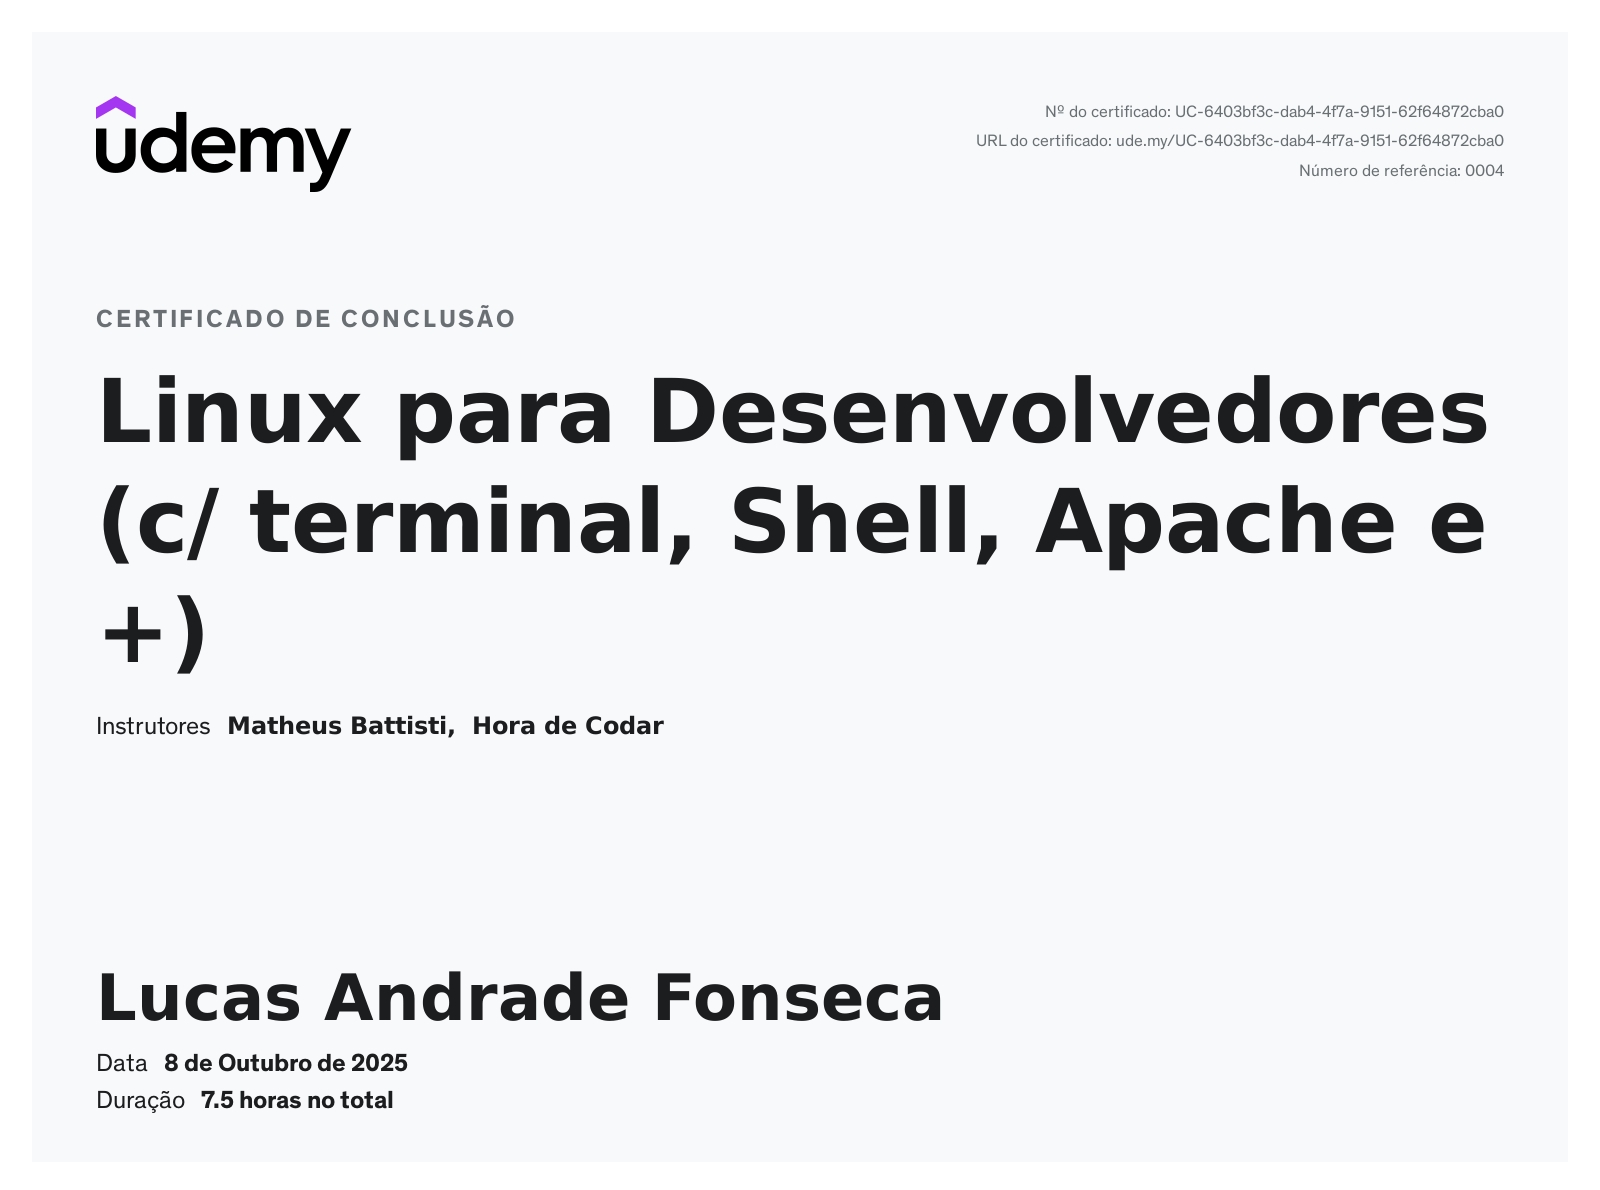 udemy
Nº do certificado: UC-6403bf3c-dab4-4f7a-9151-62f64872cba0
URL do certificado: ude.my/UC-6403bf3c-dab4-4f7a-9151-62f64872cba0
Número de referência: 0004
CERTIFICADO DE CONCLUSÃO
Linux para Desenvolvedores
(c/ terminal, Shell, Apache e
+)
Instrutores Matheus Battisti, Hora de Codar
Lucas Andrade Fonseca
Data 8 de Outubro de 2025
Duração 7.5 horas no total